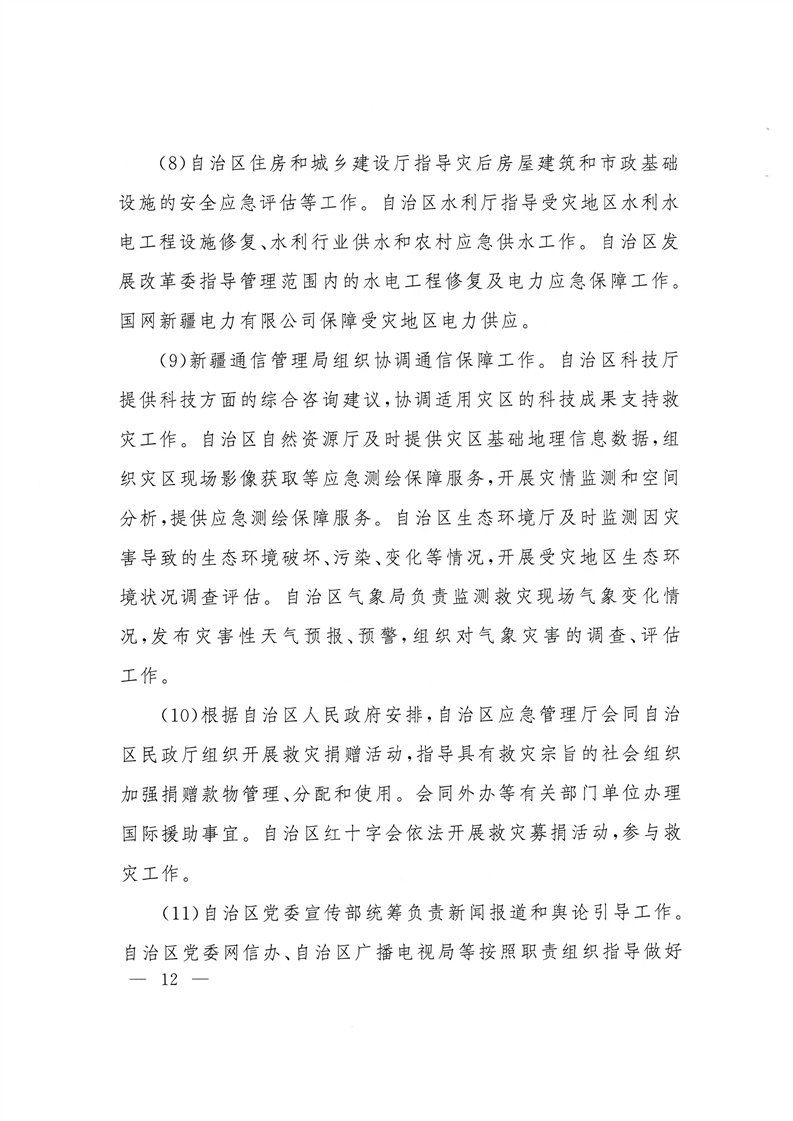 (8)自治区住房和城乡建设厅指导灾后房屋建筑和市政基础
设施的安全应急评估等工作。自治区水利厅指导受灾地区水利水
电工程设施修复、水利行业供水和农村应急供水工作。自治区发
展改革委指导管理范围内的水电工程修复及电力应急保障工作。
国网新疆电力有限公司保障受灾地区电力供应。
(9)新疆通信管理局组织协调通信保障工作。自治区科技厅
提供科技方面的综合咨询建议,协调适用灾区的科技成果支持救
灾工作。自治区自然资源厅及时提供灾区基础地理信息数据,组
织灾区现场影像获取等应急测绘保障服务,开展灾情监测和空间
分析,提供应急测绘保障服务。自治区生态环境厅及时监测因灾
害导致的生态环境破坏、污染、变化等情况,开展受灾地区生态环
境状况调查评估。自治区气象局负责监测救灾现场气象变化情
况,发布灾害性天气预报、预警,组织对气象灾害的调查、评估
工作。
(10)根据自治区人民政府安排,自治区应急管理厅会同自治
区民政厅组织开展救灾捐赠活动,指导具有救灾宗旨的社会组织
加强捐赠款物管理、分配和使用。会同外办等有关部门单位办理
国际援助事宜。自治区红十字会依法开展救灾募捐活动,参与救
灾工作。
(11)自治区党委宣传部统筹负责新闻报道和舆论引导工作。
自治区党委网信办、自治区广播电视局等按照职责组织指导做好
— 12 —